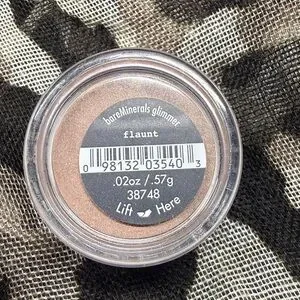 bareMinerals glimmer
flaunt
0 98132 03540 3
.02oz / .57g
38748
Lift Here